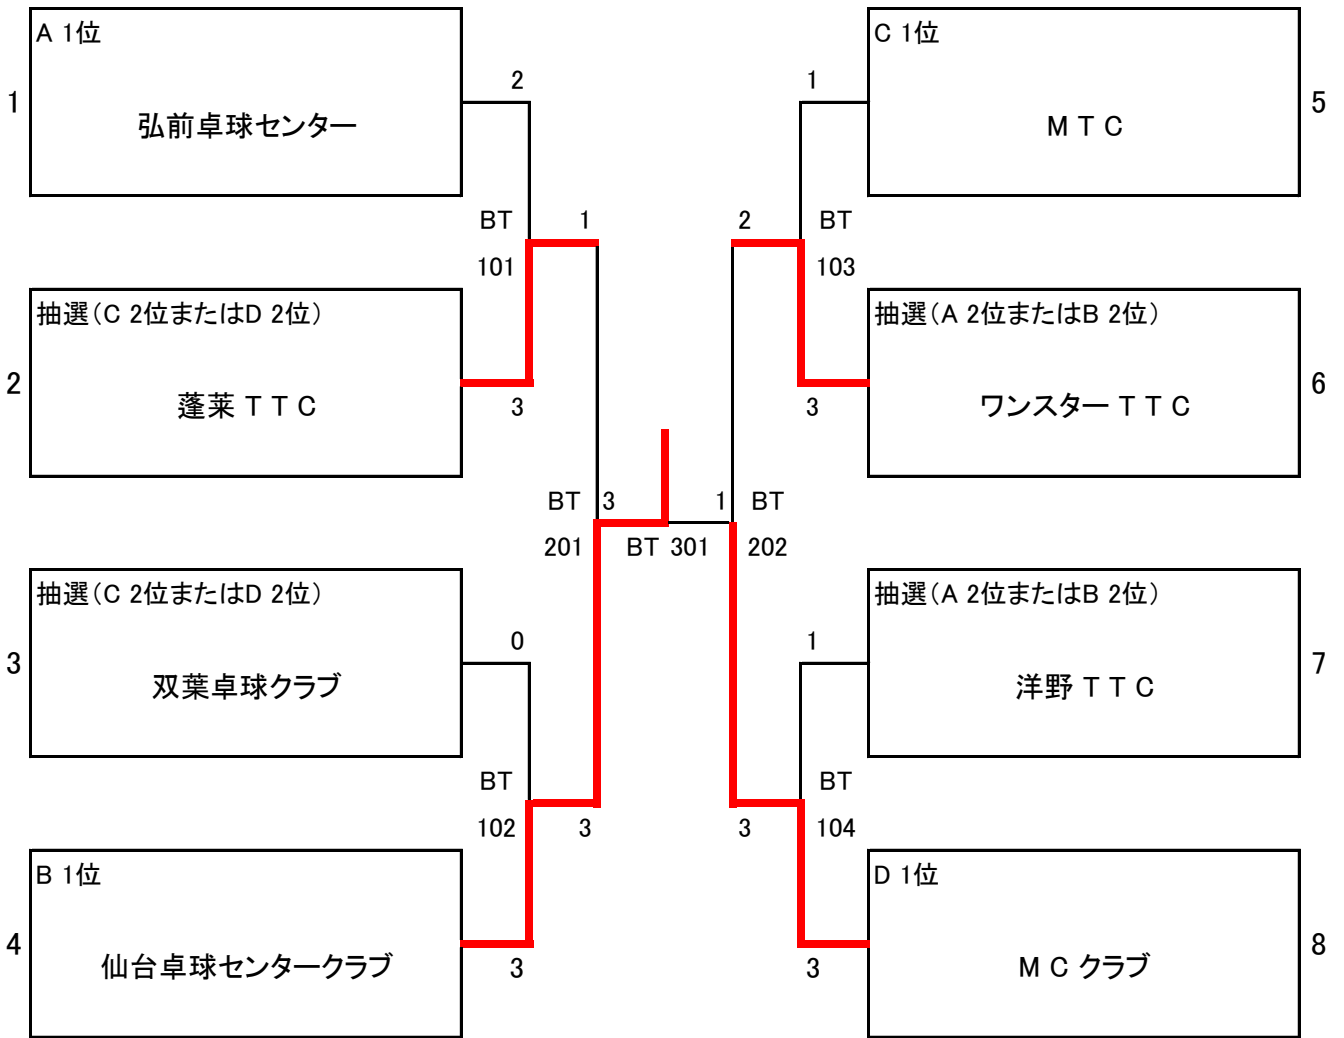 A 1位
C 1位
2
1
1
弘前卓球センター
M T C
5
BT
1
2
BT
101
103
抽選(C 2位またはD 2位)
抽選(A 2位またはB 2位)
2
蓬莱 T T C
3
3
ワンスター T T C
6
BT
3
1
BT
201
BT 301
202
抽選(C 2位またはD 2位)
抽選(A 2位またはB 2位)
0
1
3
双葉卓球クラブ
洋野 T T C
7
BT
BT
102
3
3
104
B 1位
D 1位
4
仙台卓球センタークラブ
3
3
M C クラブ
8